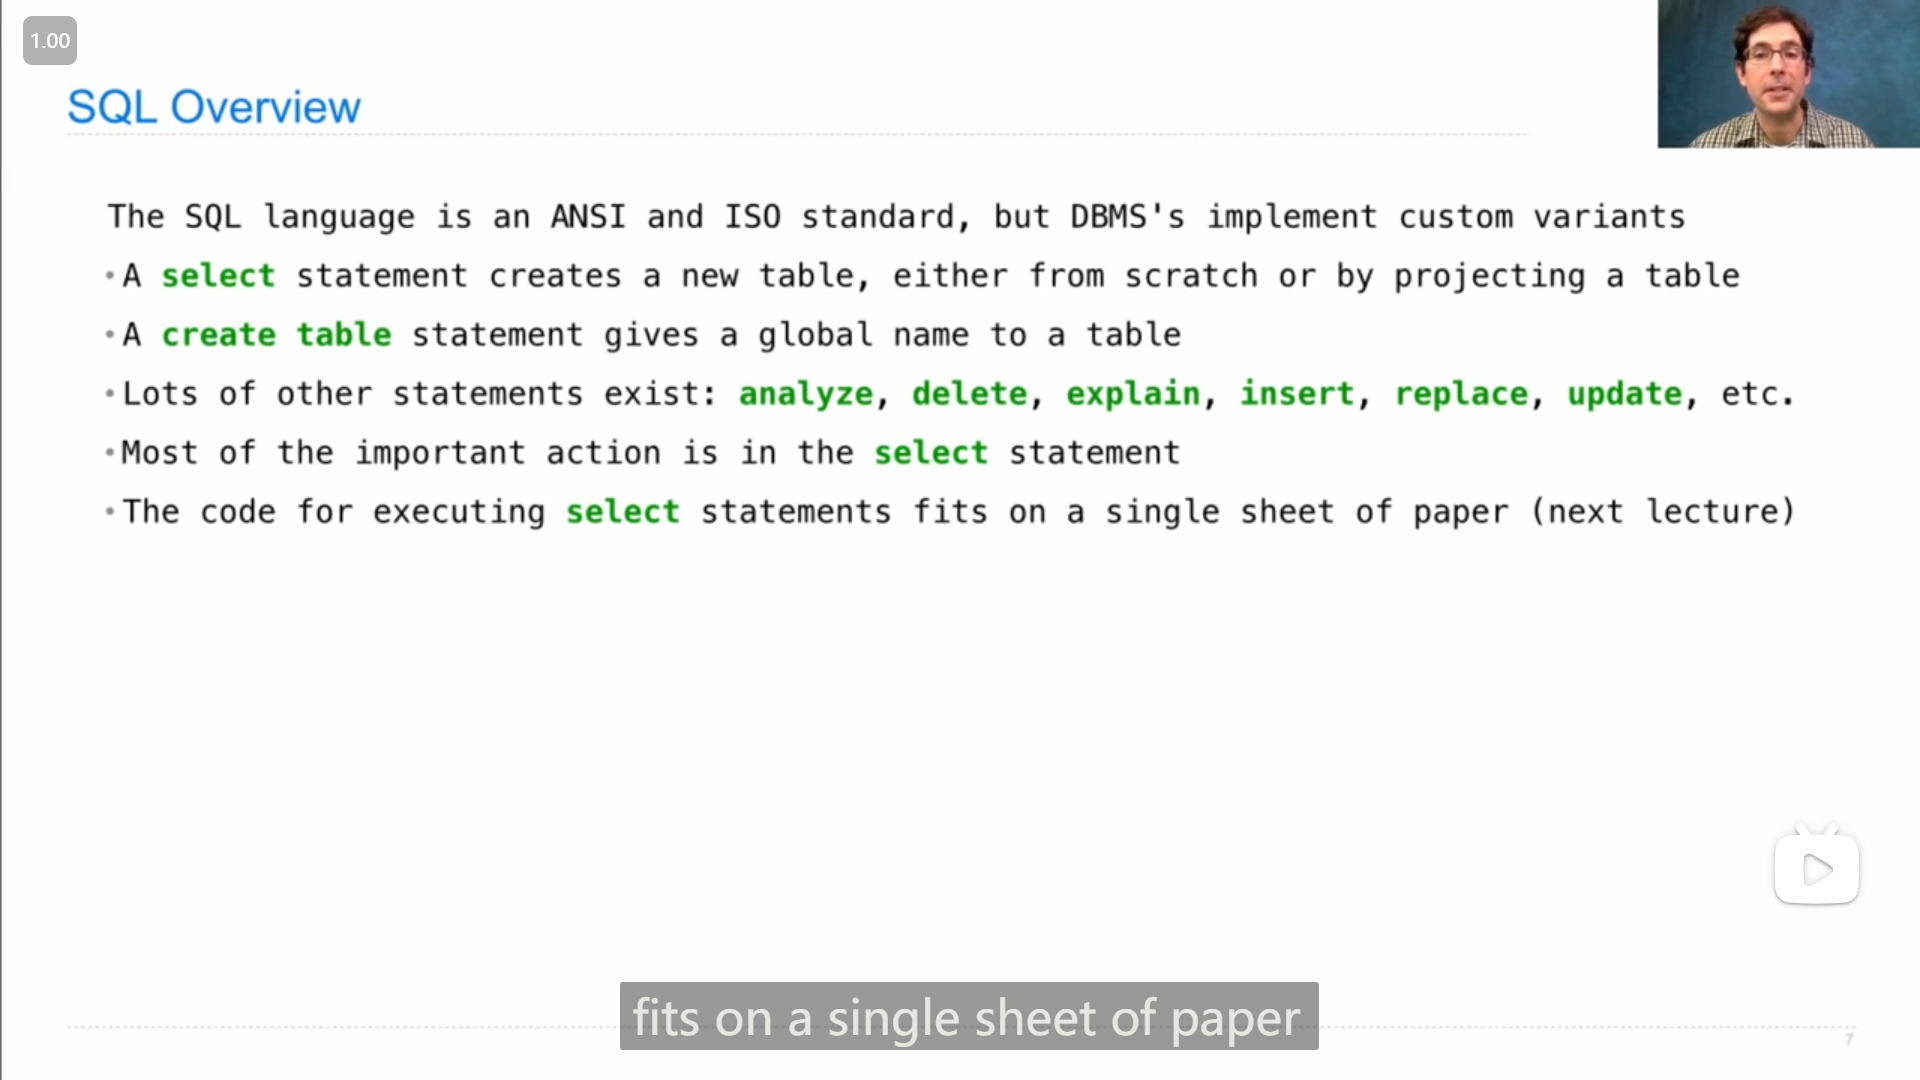 1.00
SQL Overview
The SQL language is an ANSI and ISO standard, but DBMS's implement custom variants
•A select statement creates a new table, either from scratch or by projecting a table
•A create table statement gives a global name to a table
•Lots of other statements exist: analyze, delete, explain, insert, replace, update, etc.
•Most of the important action is in the select statement
•The code for executing select statements fits on a single sheet of paper (next lecture)
fits on a single sheet of paper
7